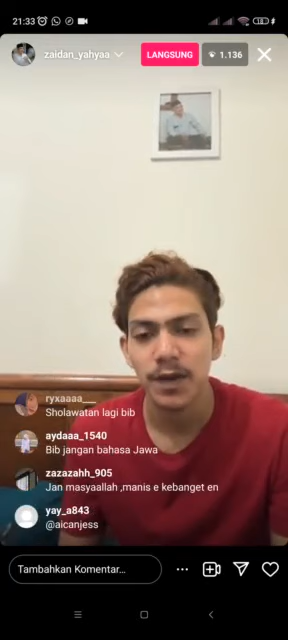 21:33
zaidan_yahyaa
LANGSUNG
1.136
ryxaaaa___
Sholawatan lagi bib
aydaaa_1540
Bib jangan bahasa Jawa
zazazahh_905
Jan masyaallah ,manis e kebanget en
yay_a843
@aicanjess
Tambahkan Komentar...